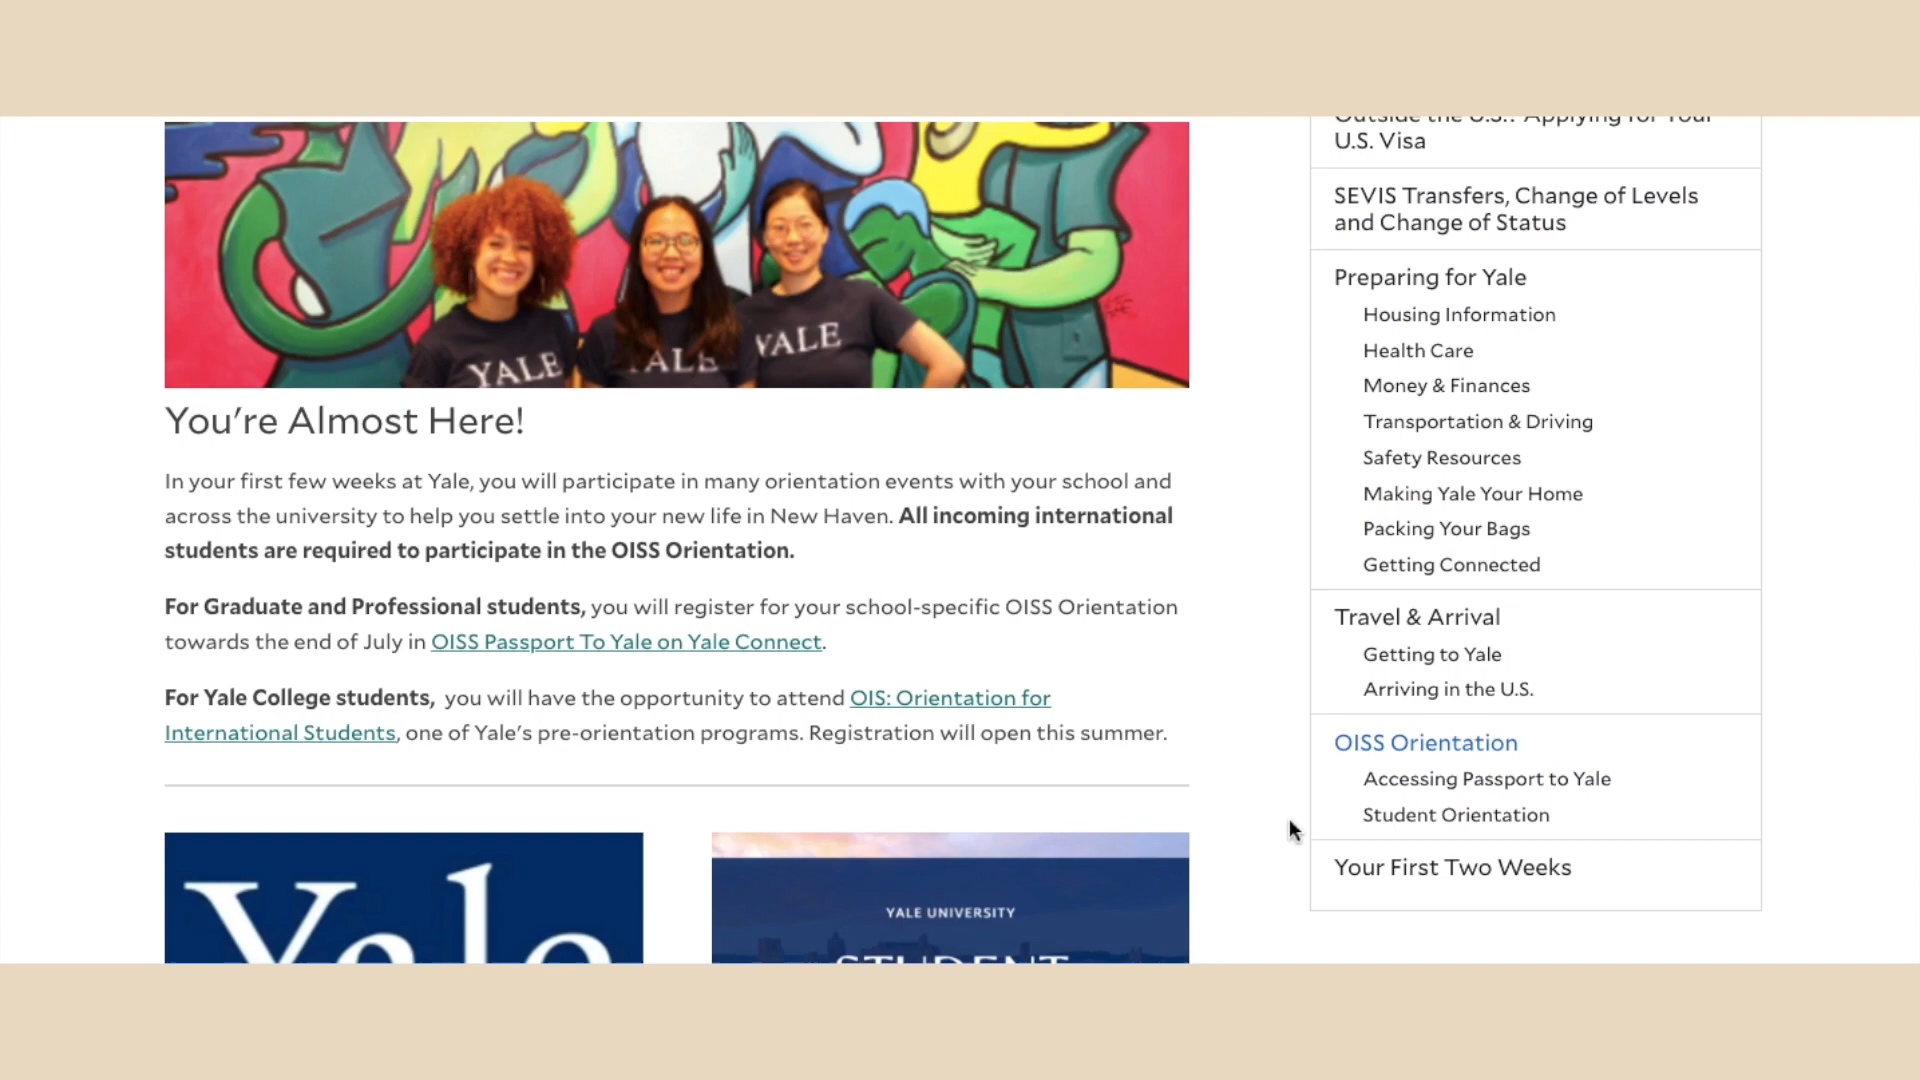 YALE
YALE
YALE
You're Almost Here!
In your first few weeks at Yale, you will participate in many orientation events with your school and
across the university to help you settle into your new life in New Haven. All incoming international
students are required to participate in the OISS Orientation.
For Graduate and Professional students, you will register for your school-specific OISS Orientation
towards the end of July in OISS Passport To Yale on Yale Connect.
For Yale College students, you will have the opportunity to attend OIS: Orientation for
International Students, one of Yale's pre-orientation programs. Registration will open this summer.
Yale
YALE UNIVERSITY
STUDENT
Outside the U.S.? Applying for Your
U.S. Visa
SEVIS Transfers, Change of Levels
and Change of Status
Preparing for Yale
Housing Information
Health Care
Money & Finances
Transportation & Driving
Safety Resources
Making Yale Your Home
Packing Your Bags
Getting Connected
Travel & Arrival
Getting to Yale
Arriving in the U.S.
OISS Orientation
Accessing Passport to Yale
Student Orientation
Your First Two Weeks